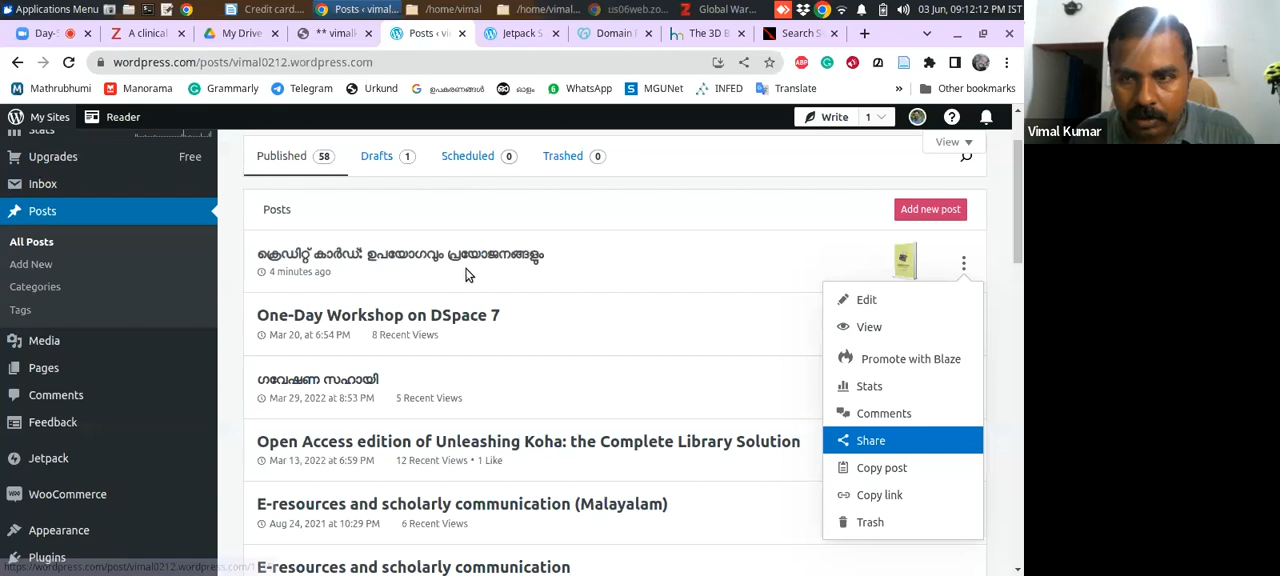 Applications Menu
Credit card....
Posts ‹ vimal...
/home/vimal
/home/vimal...
us06web.zo...
Global War...
03 Jun, 09:12:12 IST
Day-
A clinical
My Drive
** vimal
Posts ‹ vi
Jetpack S
Domain
The 3D B
Search S
wordpress.com/posts/vimal0212.wordpress.com
ABP
Mathrubhumi
Manorama
Grammarly
Telegram
Urkund
ഉപകരണങ്ങൾ
ഓളം
WhatsApp
MGUNet
INFED
Translate
»
Other bookmarks
My Sites
Reader
Write
1
Vimal Kumar
Stats
Upgrades
Free
Inbox
Posts
All Posts
Add New
Categories
Tags
Media
Pages
Comments
Feedback
Jetpack
WooCommerce
Appearance
Plugins
View
Published 58
Drafts 1
Scheduled 0
Trashed 0
Posts
Add new post
ക്രെഡിറ്റ് കാർഡ്: ഉപയോഗവും പ്രയോജനങ്ങളും
4 minutes ago
One-Day Workshop on DSpace 7
Mar 20, at 6:54 PM 8 Recent Views
ഗവേഷണ സഹായി
Mar 29, 2022 at 8:53 PM 5 Recent Views
Open Access edition of Unleashing Koha: the Complete Library Solution
Mar 13, 2022 at 6:59 PM 12 Recent Views • 1 Like
E-resources and scholarly communication (Malayalam)
Aug 24, 2021 at 10:29 PM 6 Recent Views
E-resources and scholarly communication
Edit
View
Promote with Blaze
Stats
Comments
Share
Copy post
Copy link
Trash